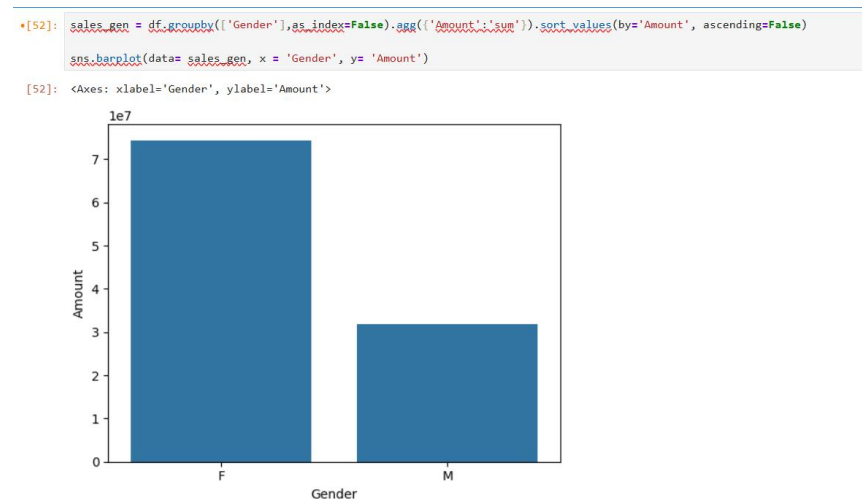 •[52]: sales_gen = df.groupby(['Gender'],as_index=False).agg({'Amount':'sum'}).sort_values(by='Amount', ascending=False)
sns.barplot(data= sales_gen, x = 'Gender', y= 'Amount')
[52]: <Axes: xlabel='Gender', ylabel='Amount'>
1e7
7
6
5
4
3
2
1
0
Amount
F M
Gender